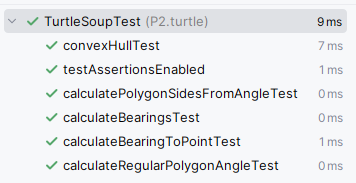 TurtleSoupTest (P2.turtle) 9 ms
convexHullTest 7 ms
testAssertionsEnabled 1 ms
calculatePolygonSidesFromAngleTest 0 ms
calculateBearingsTest 0 ms
calculateBearingToPointTest 1 ms
calculateRegularPolygonAngleTest 0 ms